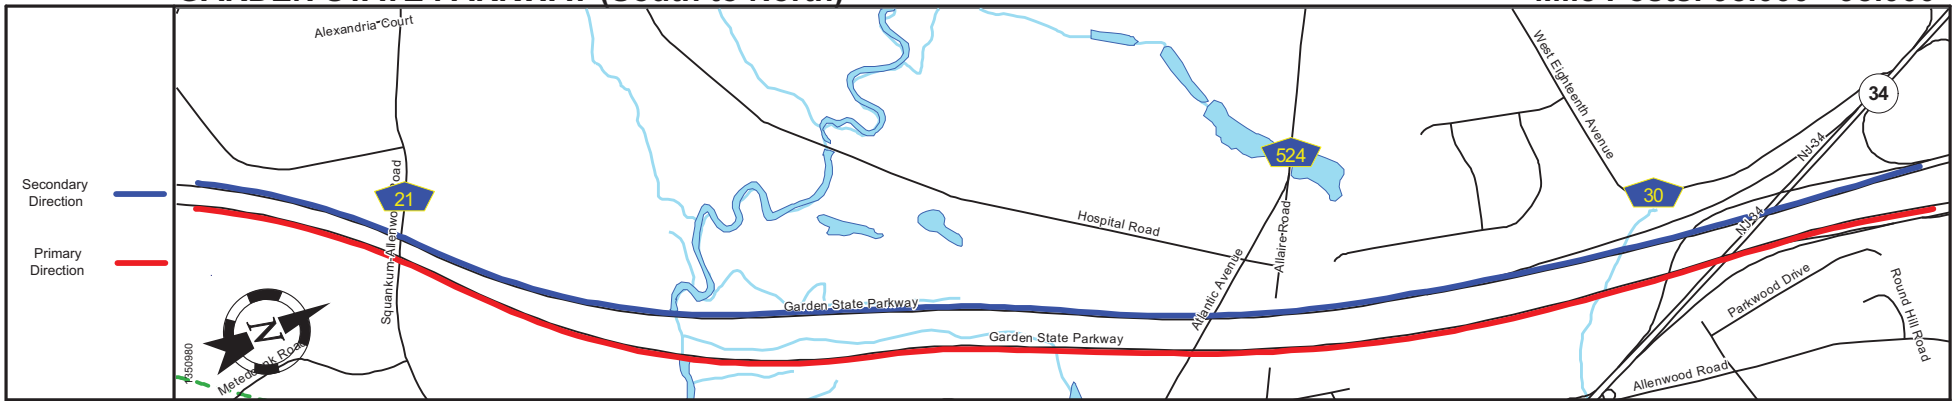 Alexandria Court
West Eighteenth Avenue
34
NJ 34
524
Secondary
Direction
21
30
Squankum-Allenwood Road
Hospital Road
Allaire Road
NJ 34
Primary
Direction
Atlantic Avenue
Garden State Parkway
Garden State Parkway
Parkwood Drive
Round Hill Road
N
1350980
Allenwood Road